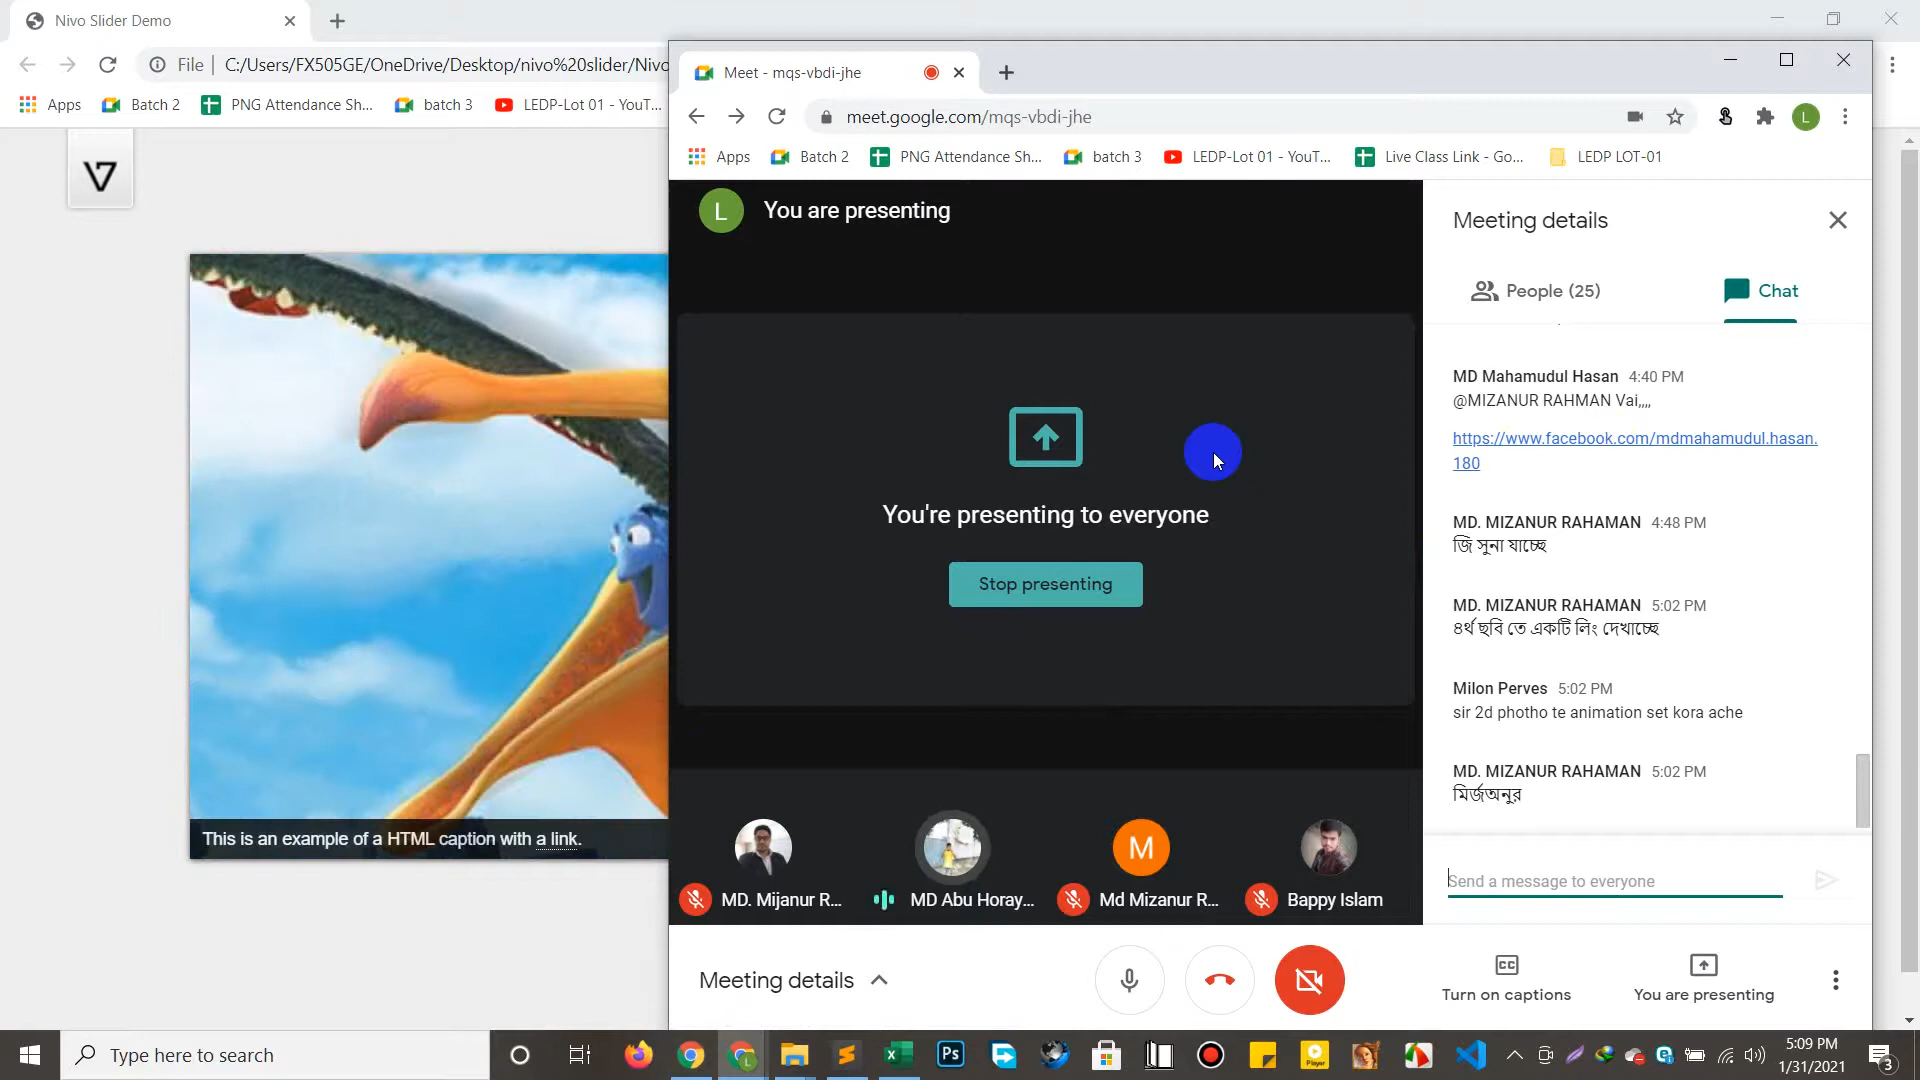 Nivo Slider Demo
File
C:/Users/FX505GE/OneDrive/Desktop/nivo%20slider/Nivo
Apps
Batch 2
PNG Attendance Sh...
batch 3
LEDP-Lot 01 - YouT...
This is an example of a HTML caption with a link.
Meet - mqs-vbdi-jhe
meet.google.com/mqs-vbdi-jhe
L
Apps
Batch 2
PNG Attendance Sh...
batch 3
LEDP-Lot 01 - YouT...
Live Class Link - Go...
LEDP LOT-01
L
You are presenting
You're presenting to everyone
Stop presenting
M
MD. Mijanur R...
MD Abu Horay...
Md Mizanur R...
Bappy Islam
Meeting details
People (25)
Chat
MD Mahamudul Hasan 4:40 PM
@MIZANUR RAHMAN Vai,,,,
https://www.facebook.com/mdmahamudul.hasan.
180
MD. MIZANUR RAHAMAN 4:48 PM
জি সুনা যাচ্ছে
MD. MIZANUR RAHAMAN 5:02 PM
৪র্থ ছবি তে একটি লিং দেখাচ্ছে
Milon Perves 5:02 PM
sir 2d photho te animation set kora ache
MD. MIZANUR RAHAMAN 5:02 PM
মির্জঅনুর
Send a message to everyone
Meeting details
CC
Turn on captions
You are presenting
Type here to search
Ps
5:09 PM
1/31/2021
3